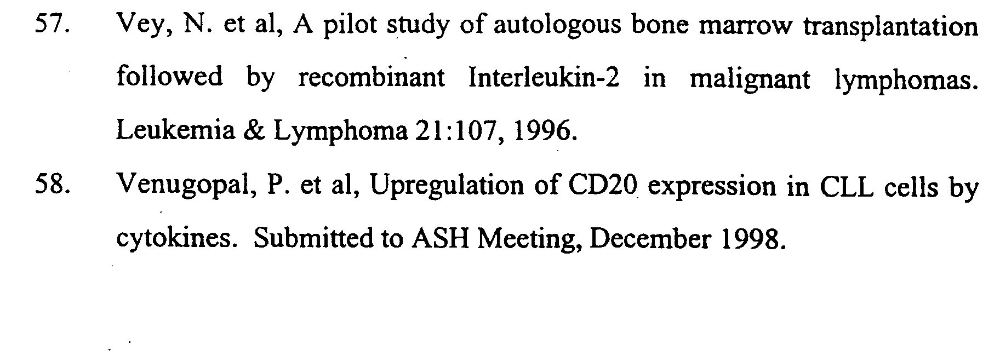 57. Vey, N. et al, A pilot study of autologous bone marrow transplantation
followed by recombinant Interleukin-2 in malignant lymphomas.
Leukemia & Lymphoma 21:107, 1996.
58. Venugopal, P. et al, Upregulation of CD20 expression in CLL cells by
cytokines. Submitted to ASH Meeting, December 1998.